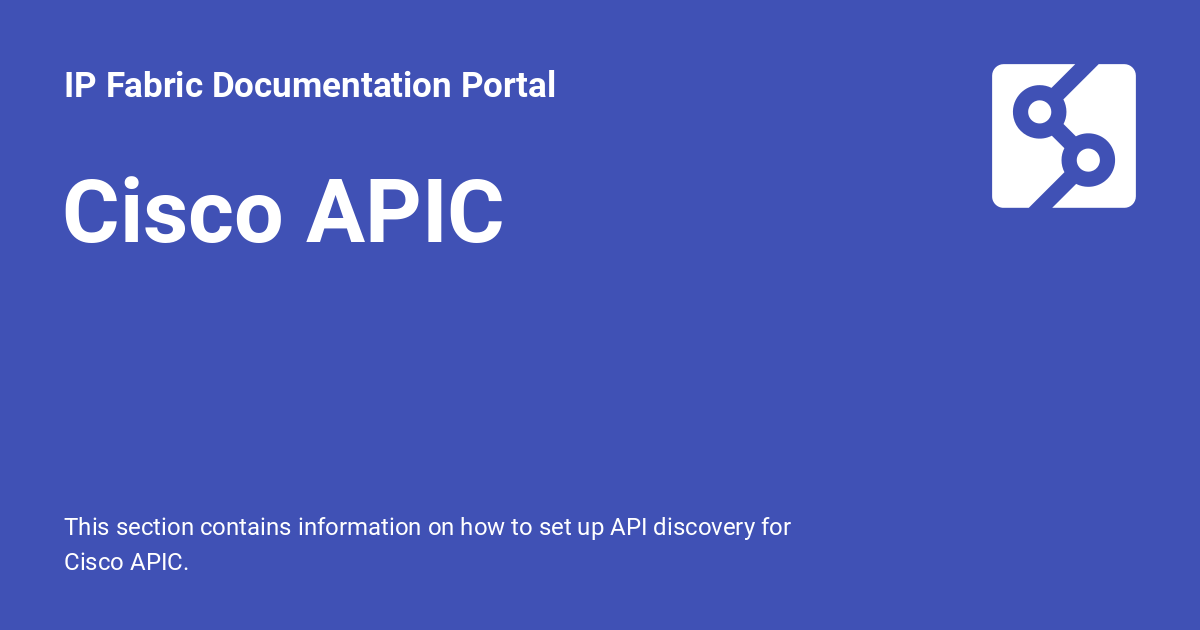 IP Fabric Documentation Portal
Cisco APIC
This section contains information on how to set up API discovery for
Cisco APIC.